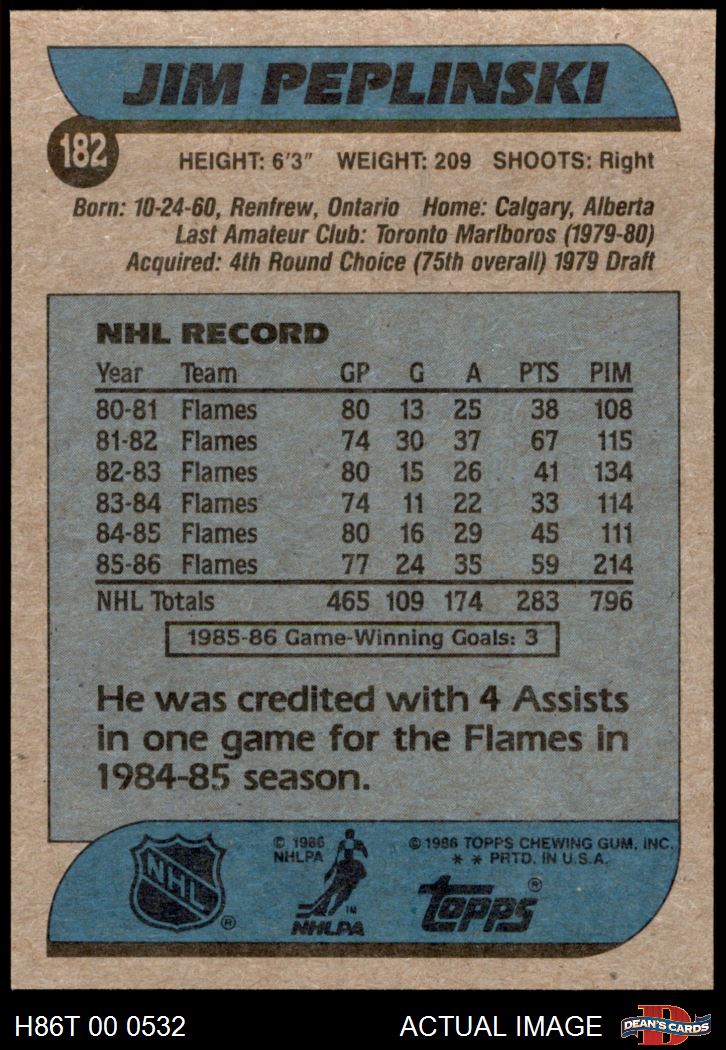 JIM PEPLINSKI
182
HEIGHT: 6'3" WEIGHT: 209 SHOOTS: Right
Born: 10-24-60, Renfrew, Ontario Home: Calgary, Alberta
Last Amateur Club: Toronto Marlboros (1979-80)
Acquired: 4th Round Choice (75th overall) 1979 Draft
NHL RECORD
Year Team GP G A PTS PIM
80-81 Flames 80 13 25 38 108
81-82 Flames 74 30 37 67 115
82-83 Flames 80 15 26 41 134
83-84 Flames 74 11 22 33 114
84-85 Flames 80 16 29 45 111
85-86 Flames 77 24 35 59 214
NHL Totals 465 109 174 283 796
1985-86 Game-Winning Goals: 3
He was credited with 4 Assists
in one game for the Flames in
1984-85 season.
NHL ®
© 1986
NHLPA
TM
NHLPA
© 1986 TOPPS CHEWING GUM, INC.
* * PRTD. IN U.S.A.
topps ®
H86T 00 0532 ACTUAL IMAGE
D
DEAN'S CARDS